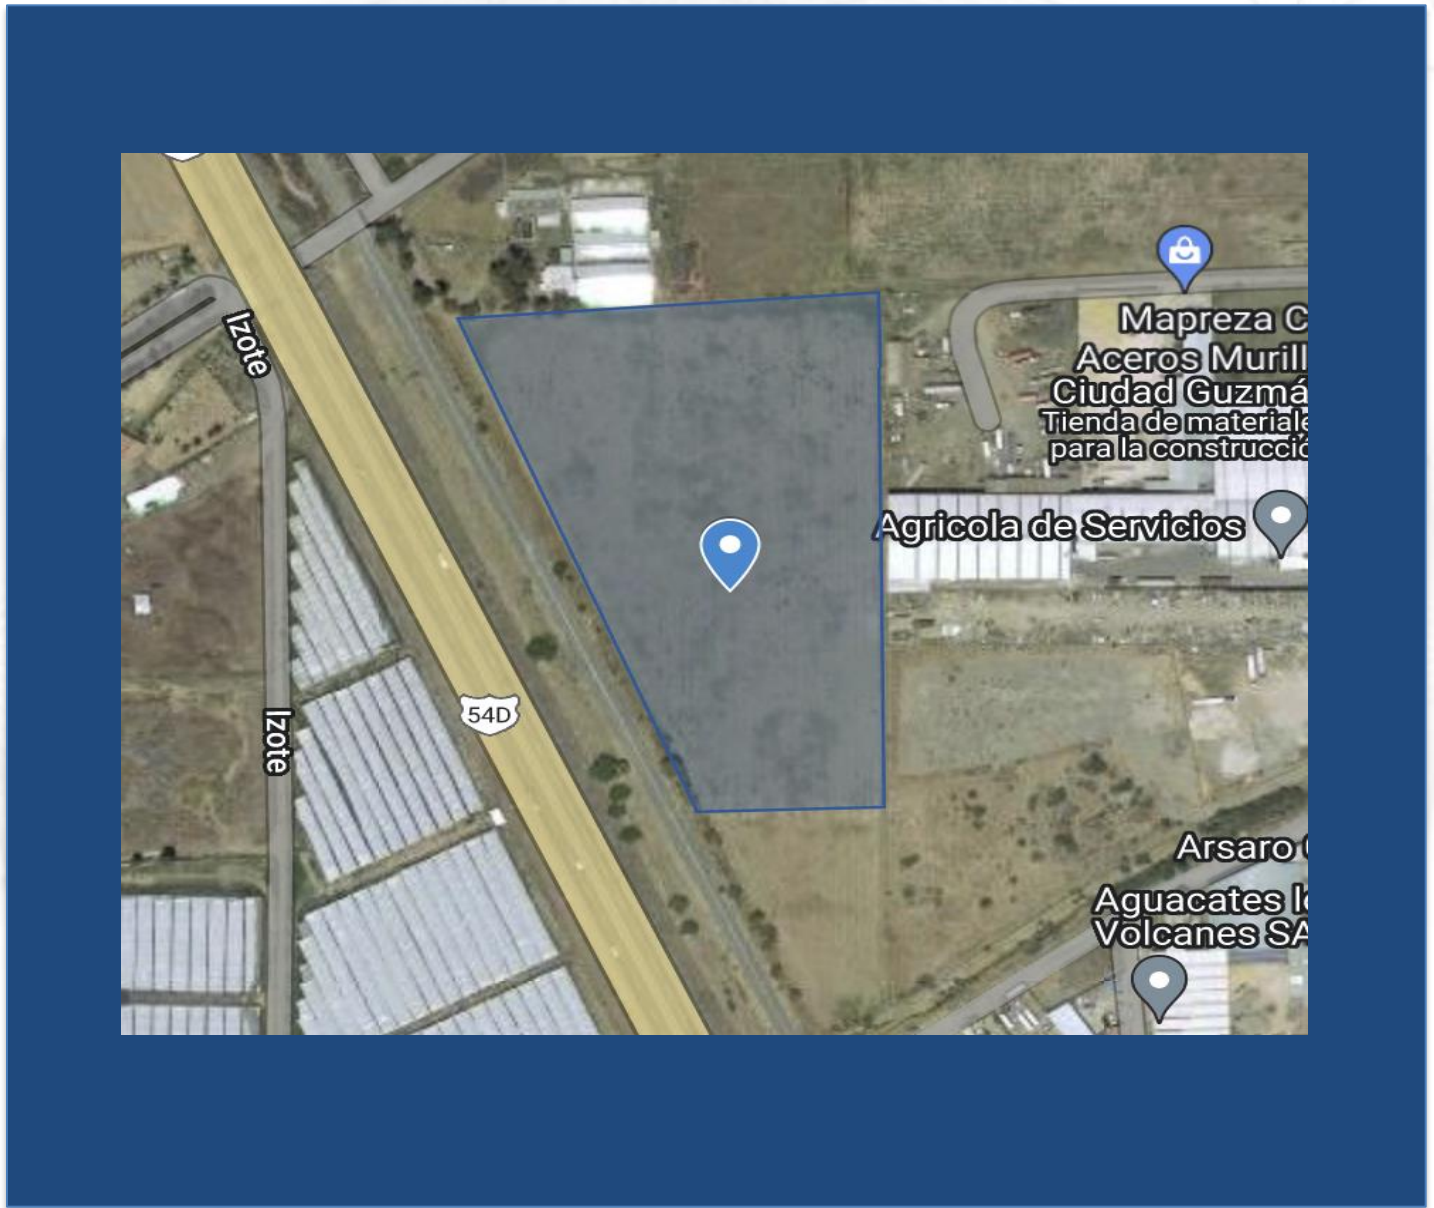 Izote
Mapreza C
Aceros Murill
Ciudad Guzmá
Tienda de materiale
para la construcció
Agricola de Servicios
54D
Izote
Arsaro
Aguacates l
Volcanes SA